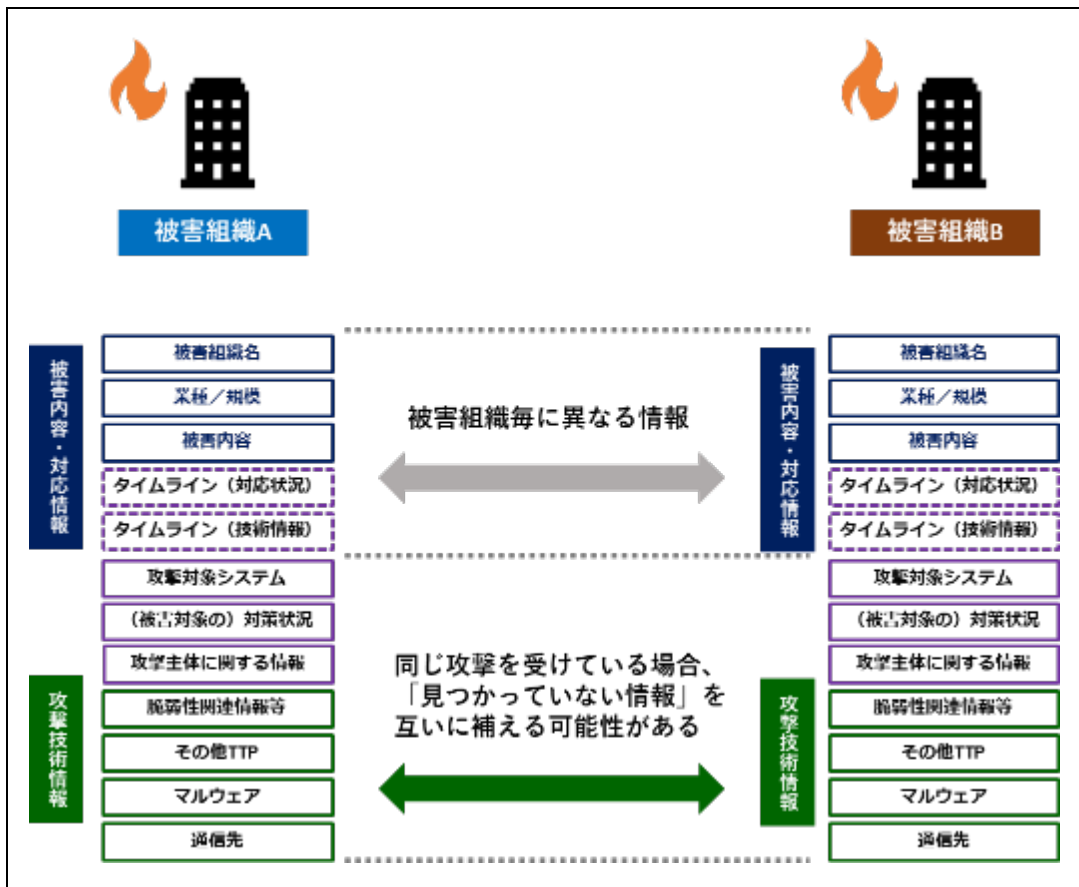 被害組織A
被害組織B
被害内容・対応情報
被害組織名
業種／規模
被害内容
タイムライン（対応状況）
タイムライン（技術情報）
攻撃対象システム
（被害対象の）対策状況
攻撃主体に関する情報
攻撃技術情報
脆弱性関連情報等
その他TTP
マルウェア
通信先
被害組織毎に異なる情報
同じ攻撃を受けている場合、
「見つかっていない情報」を
互いに補える可能性がある
被害内容・対応情報
被害組織名
業種／規模
被害内容
タイムライン（対応状況）
タイムライン（技術情報）
攻撃対象システム
（被害対象の）対策状況
攻撃主体に関する情報
攻撃技術情報
脆弱性関連情報等
その他TTP
マルウェア
通信先